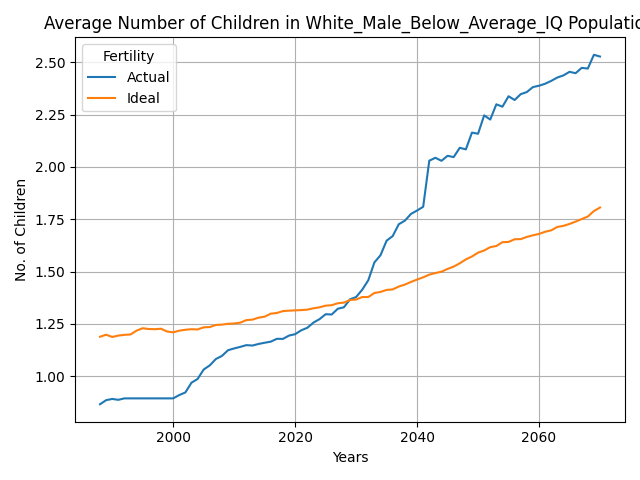 Average Number of Children in White_Male_Below_Average_IQ Populatio
Fertility
Actual
Ideal
2.50
2.25
2.00
1.75
1.50
1.25
1.00
No. of Children
2000
2020
2040
2060
Years